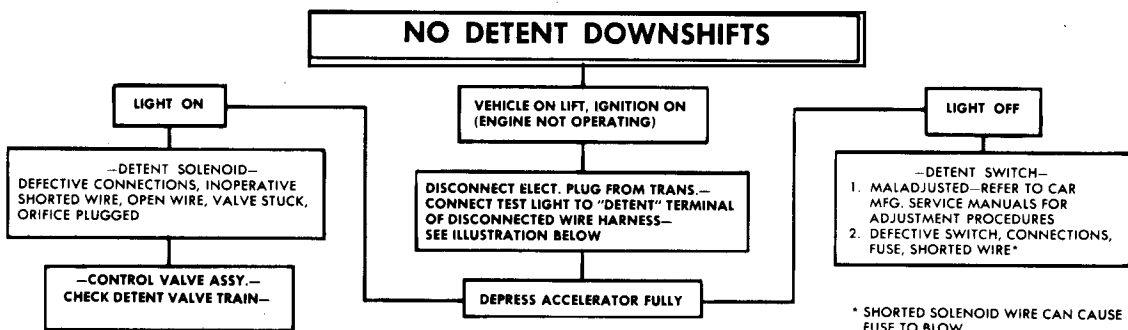 NO DETENT DOWNSHIFTS
LIGHT ON
VEHICLE ON LIFT, IGNITION ON
(ENGINE NOT OPERATING)
LIGHT OFF
—DETENT SOLENOID—
DEFECTIVE CONNECTIONS, INOPERATIVE
SHORTED WIRE, OPEN WIRE, VALVE STUCK,
ORIFICE PLUGGED
DISCONNECT ELECT. PLUG FROM TRANS.—
CONNECT TEST LIGHT TO "DETENT" TERMINAL
OF DISCONNECTED WIRE HARNESS—
SEE ILLUSTRATION BELOW
—DETENT SWITCH—
1. MALADJUSTED—REFER TO CAR
MFG. SERVICE MANUALS FOR
ADJUSTMENT PROCEDURES
2. DEFECTIVE SWITCH, CONNECTIONS,
FUSE, SHORTED WIRE*
—CONTROL VALVE ASSY.—
CHECK DETENT VALVE TRAIN—
DEPRESS ACCELERATOR FULLY
* SHORTED SOLENOID WIRE CAN CAUSE
FUSE TO BLOW